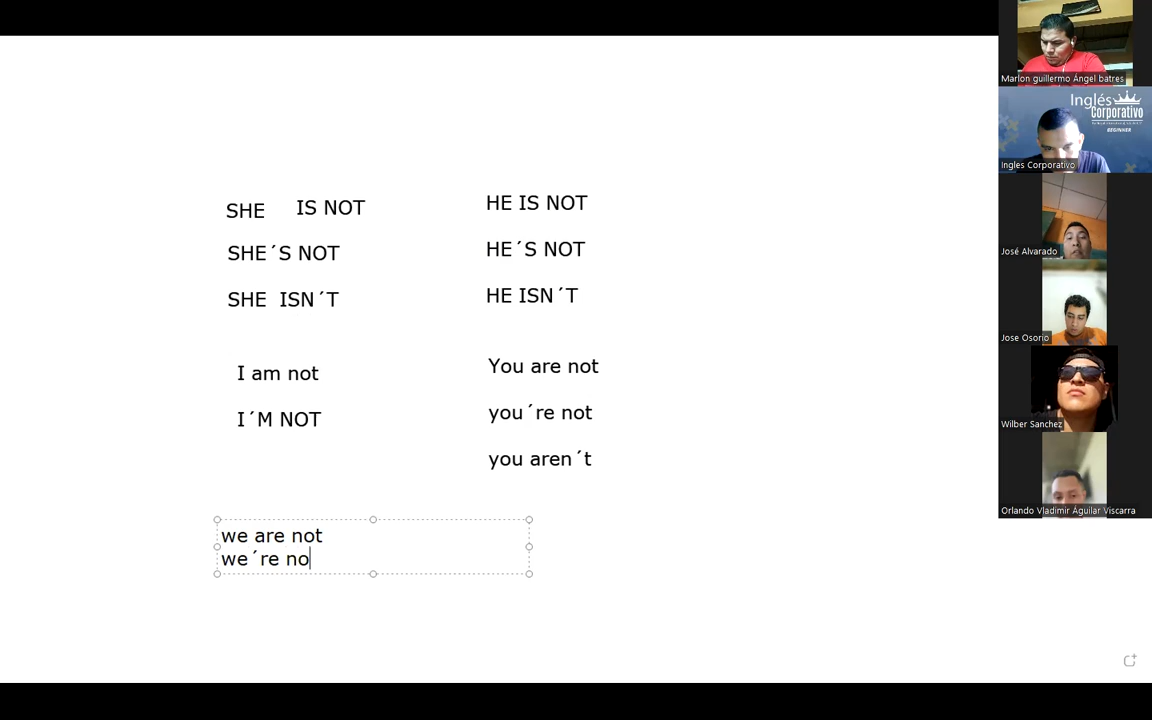 SHE IS NOT
SHE´S NOT
SHE ISN´T
HE IS NOT
HE´S NOT
HE ISN´T
I am not
I´M NOT
You are not
you´re not
you aren´t
we are not
we´re no
Marlon guillermo Ángel batres
Inglés
Corporativo
BEGINNER
Ingles Corporativo
José Alvarado
Jose Osorio
Wilber Sanchez
Orlando Vladimir Águilar Viscarra